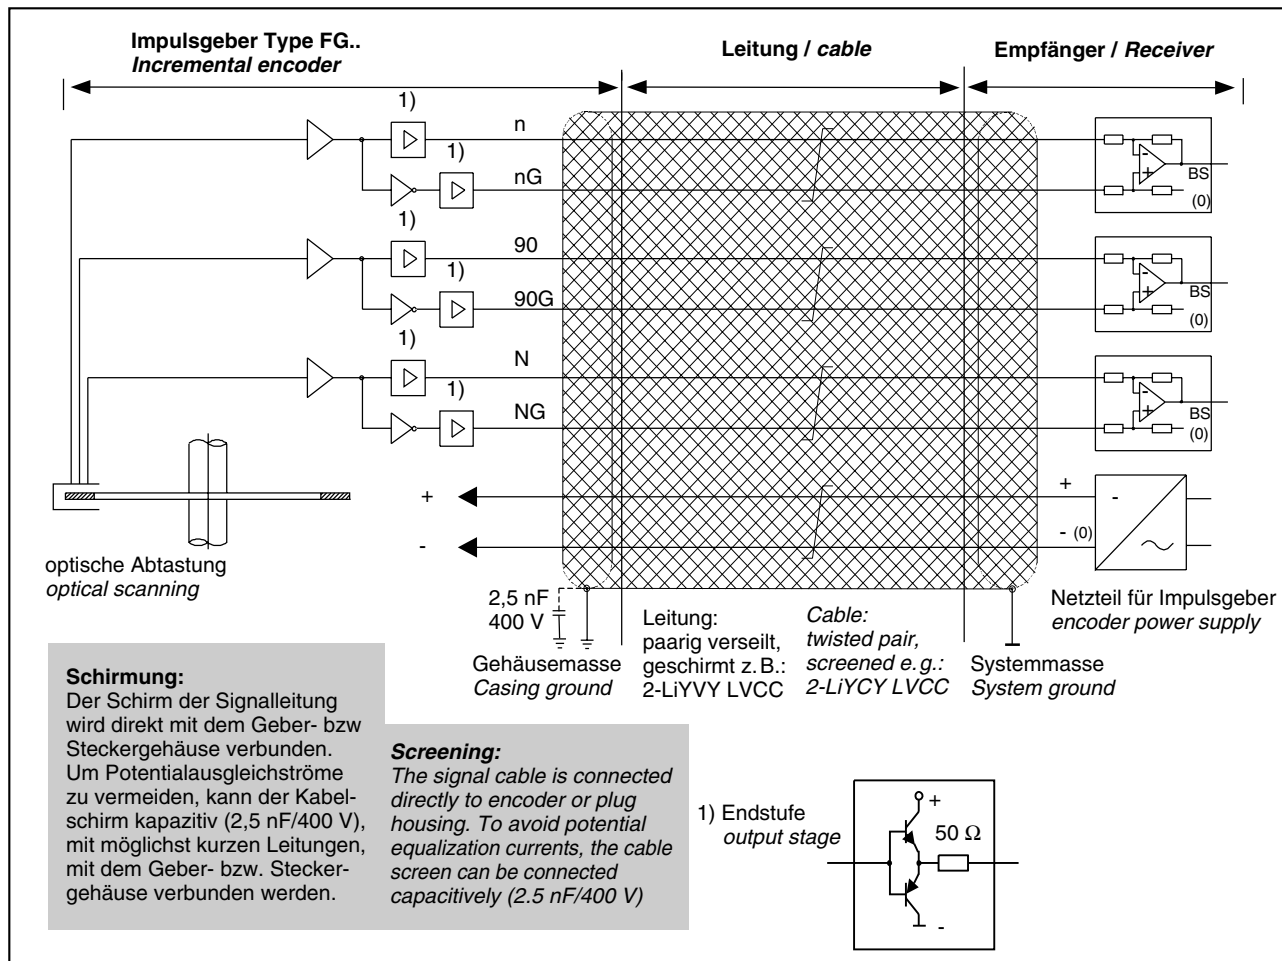 Impulsgeber Type FG..
Incremental encoder
Leitung / cable
Empfänger / Receiver
1)
n
1)
nG
BS
(0)
1)
90
1)
90G
BS
(0)
1)
N
1)
NG
BS
(0)
+
+
-
-
- (0)
optische Abtastung
optical scanning
2,5 nF
400 V
Gehäusemasse
Casing ground
Leitung:
paarig verseilt,
geschirmt z. B.:
2-LiYVY LVCC
Cable:
twisted pair,
screened e. g.:
2-LiYCY LVCC
Systemmasse
System ground
Netzteil für Impulsgeber
encoder power supply
Schirmung:
Der Schirm der Signalleitung
wird direkt mit dem Geber- bzw
Steckergehäuse verbunden.
Um Potentialausgleichströme
zu vermeiden, kann der Kabel-
schirm kapazitiv (2,5 nF/400 V),
mit möglichst kurzen Leitungen,
mit dem Geber- bzw. Stecker-
gehäuse verbunden werden.
Screening:
The signal cable is connected
directly to encoder or plug
housing. To avoid potential
equalization currents, the cable
screen can be connected
capacitively (2.5 nF/400 V)
1) Endstufe
output stage
+
50 Ω
-